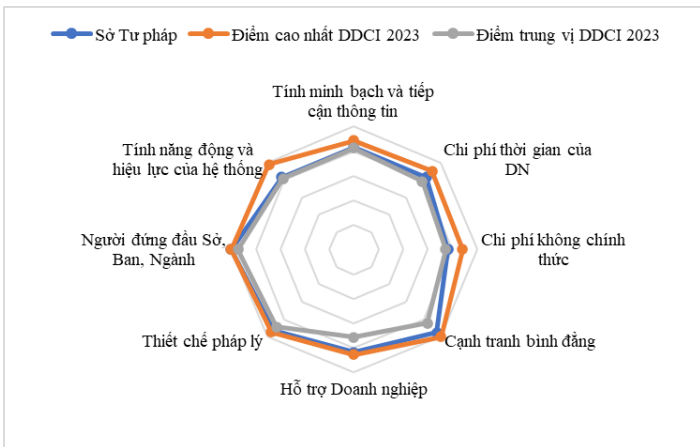 Sở Tư pháp Điểm cao nhất DDCI 2023 Điểm trung vị DDCI 2023
Tính minh bạch và tiếp
cận thông tin
Chi phí thời gian của
DN
Chi phí không chính
thức
Cạnh tranh bình đẳng
Hỗ trợ Doanh nghiệp
Thiết chế pháp lý
Người đứng đầu Sở,
Ban, Ngành
Tính năng động và
hiệu lực của hệ thống